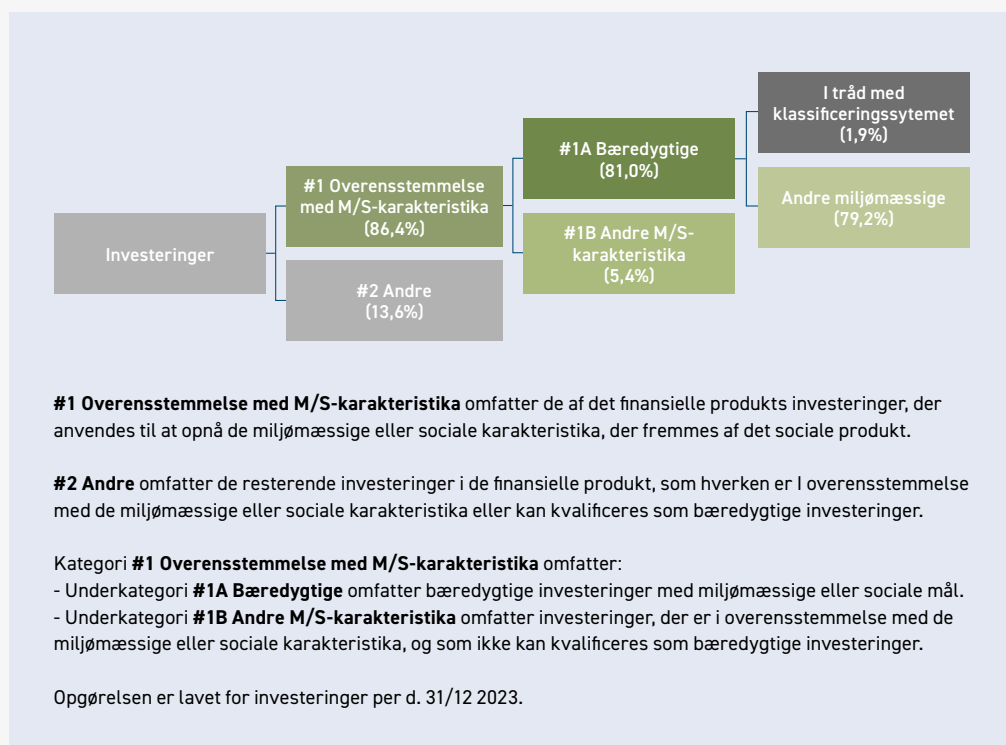 I tråd med
klassificeringssytemet
(1,9%)
#1A Bæredygtige
(81,0%)
#1 Overensstemmelse
med M/S-karakteristika
(86,4%)
Andre miljømæssige
(79,2%)
#1B Andre M/S-
karakteristika
(5,4%)
Investeringer
#2 Andre
(13,6%)
#1 Overensstemmelse med M/S-karakteristika omfatter de af det finansielle produkts investeringer, der
anvendes til at opnå de miljømæssige eller sociale karakteristika, der fremmes af det sociale produkt.
#2 Andre omfatter de resterende investeringer i de finansielle produkt, som hverken er I overensstemmelse
med de miljømæssige eller sociale karakteristika eller kan kvalificeres som bæredygtige investeringer.
Kategori #1 Overensstemmelse med M/S-karakteristika omfatter:
- Underkategori #1A Bæredygtige omfatter bæredygtige investeringer med miljømæssige eller sociale mål.
- Underkategori #1B Andre M/S-karakteristika omfatter investeringer, der er i overensstemmelse med de
miljømæssige eller sociale karakteristika, og som ikke kan kvalificeres som bæredygtige investeringer.
Opgørelsen er lavet for investeringer per d. 31/12 2023.